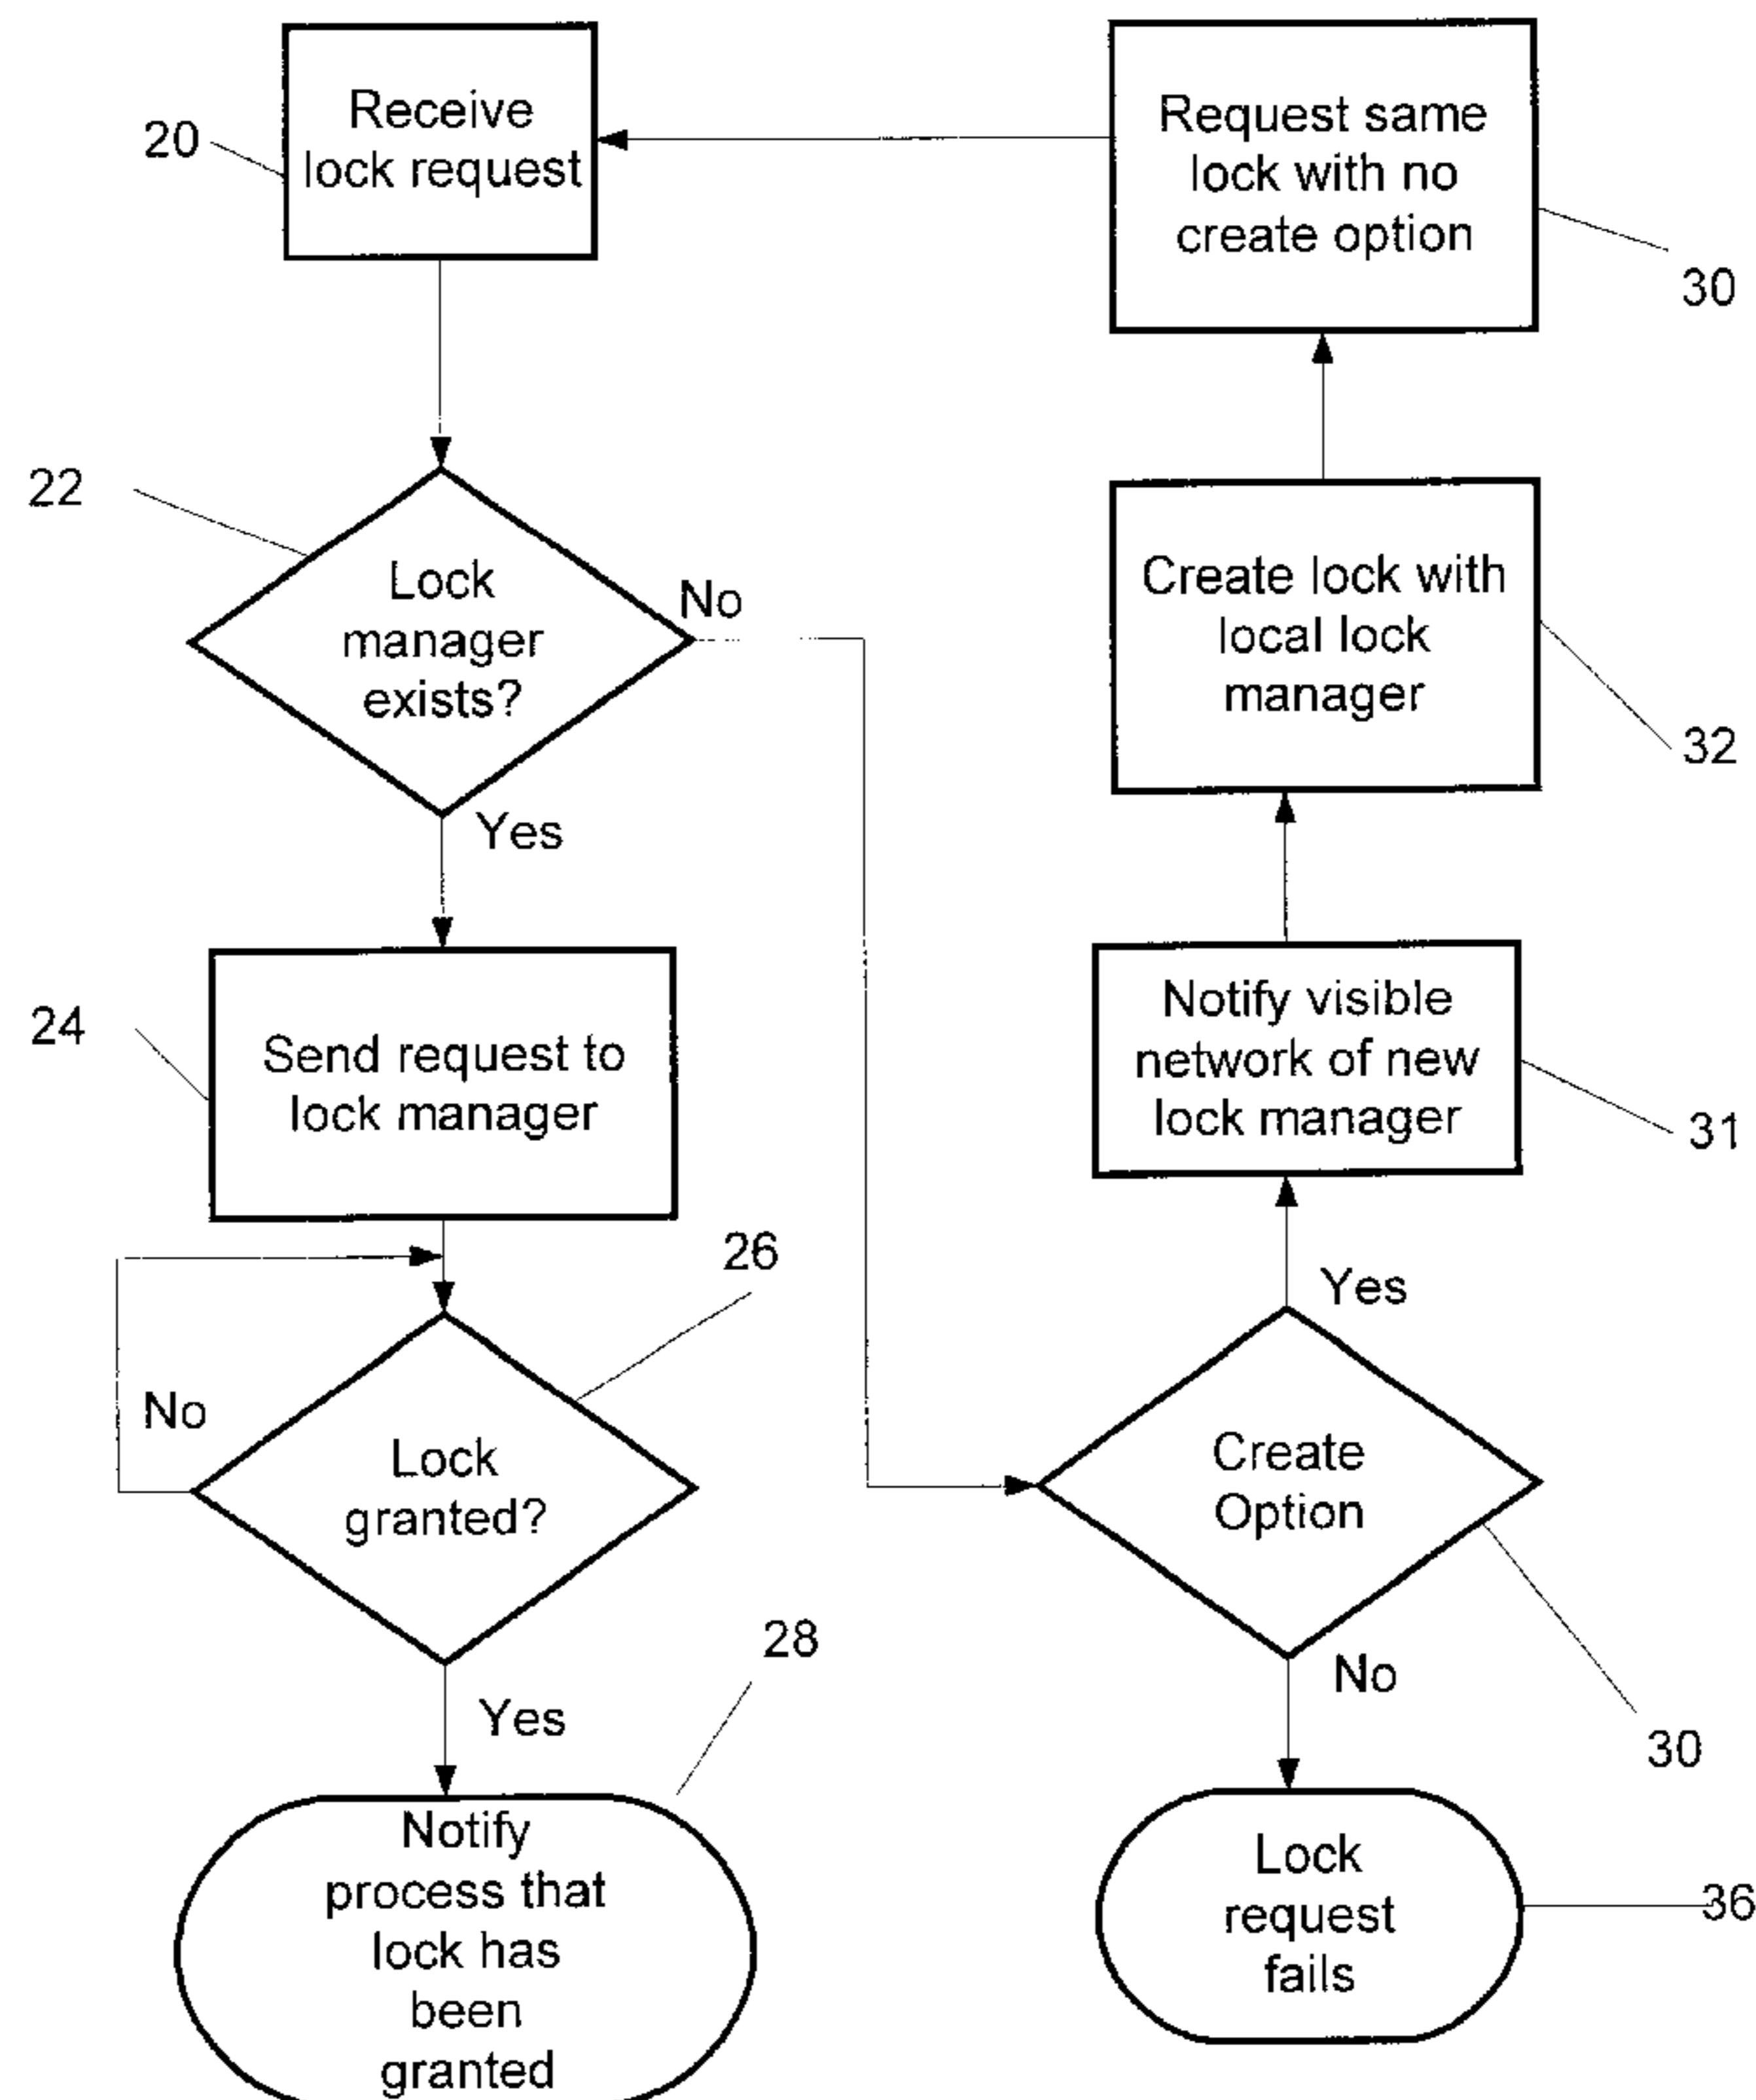 20
Receive
lock request
Request same
lock with no
create option
30
22
Lock
manager
exists?
No
Yes
Create lock with
local lock
manager
32
24
Send request to
lock manager
Notify visible
network of new
lock manager
31
26
No
Lock
granted?
Yes
Yes
Create
Option
No
30
28
Notify
process that
lock has
been
granted
Lock
request
fails
36